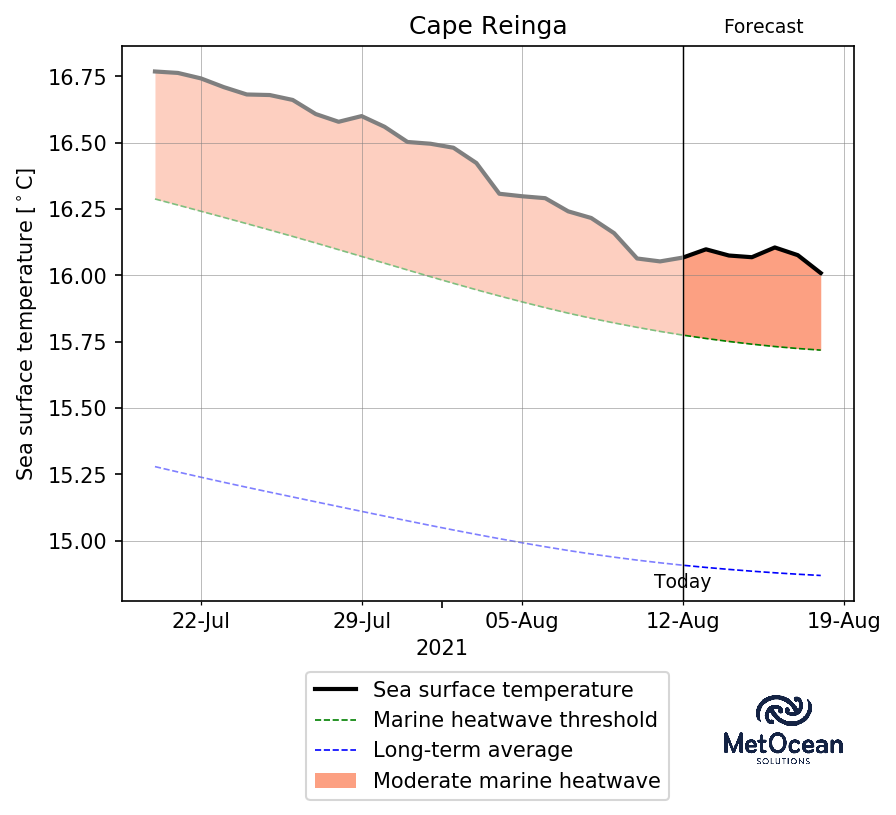 Cape Reinga
Forecast
Sea surface temperature [°C]
16.75
16.50
16.25
16.00
15.75
15.50
15.25
15.00
Today
22-Jul 29-Jul 05-Aug 12-Aug 19-Aug
2021
Sea surface temperature
Marine heatwave threshold
Long-term average
Moderate marine heatwave
MetOcean
SOLUTIONS